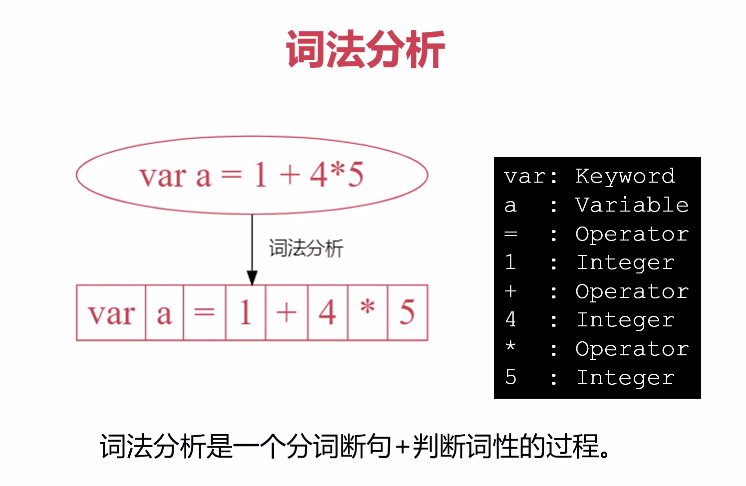 词法分析
var a = 1 + 4*5
词法分析
var a = 1 + 4 * 5
var: Keyword
a  : Variable
=  : Operator
1  : Integer
+  : Operator
4  : Integer
*  : Operator
5  : Integer
词法分析是一个分词断句+判断词性的过程。